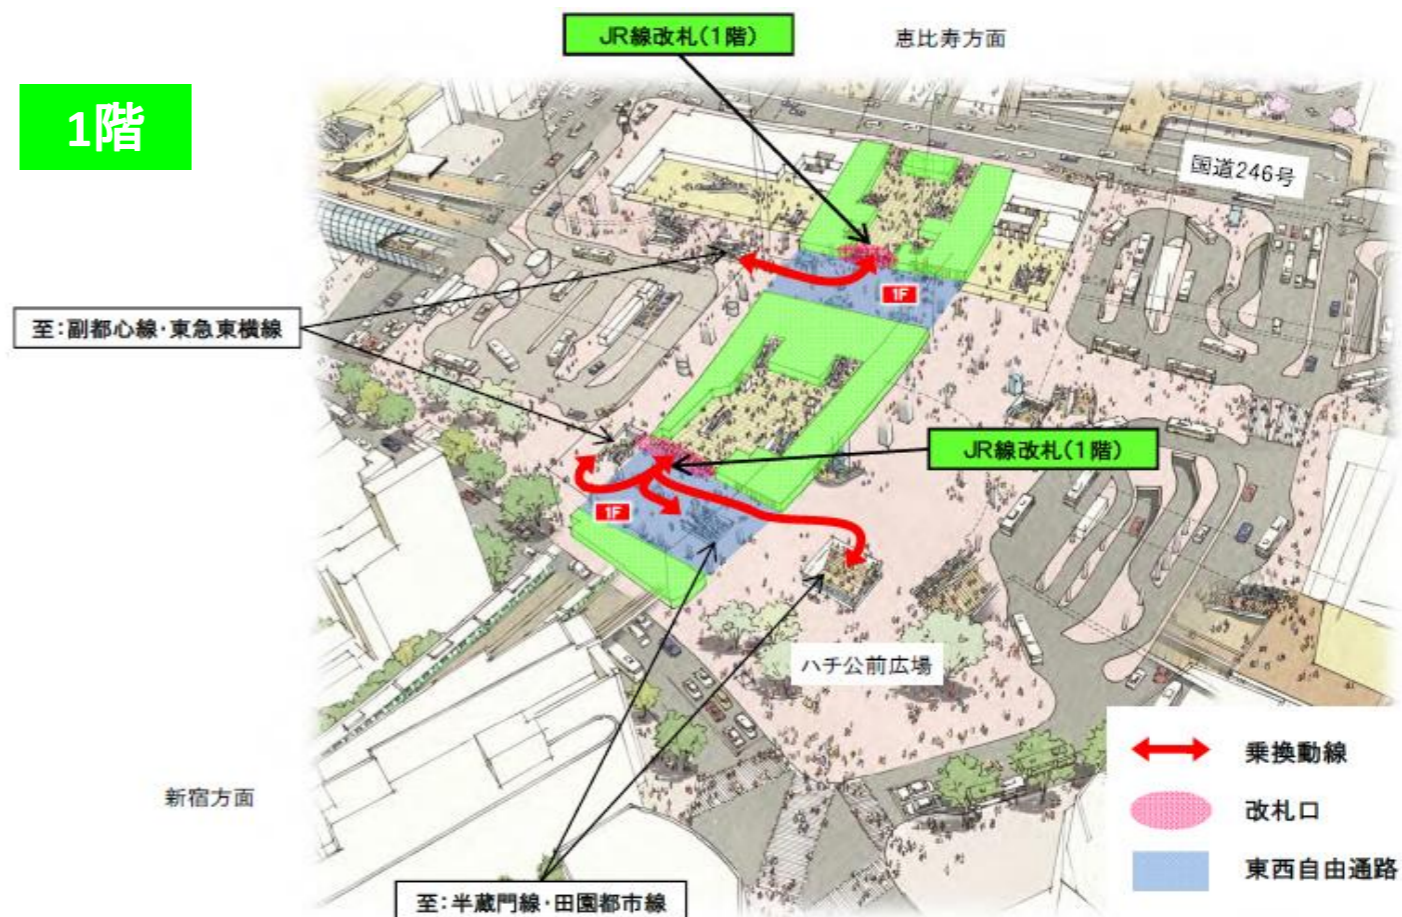 JR線改札(1階)
恵比寿方面
1階
国道246号
1F
至:副都心線・東急東横線
JR線改札(1階)
1F
ハチ公前広場
乗換動線
新宿方面
改札口
東西自由通路
至:半蔵門線・田園都市線